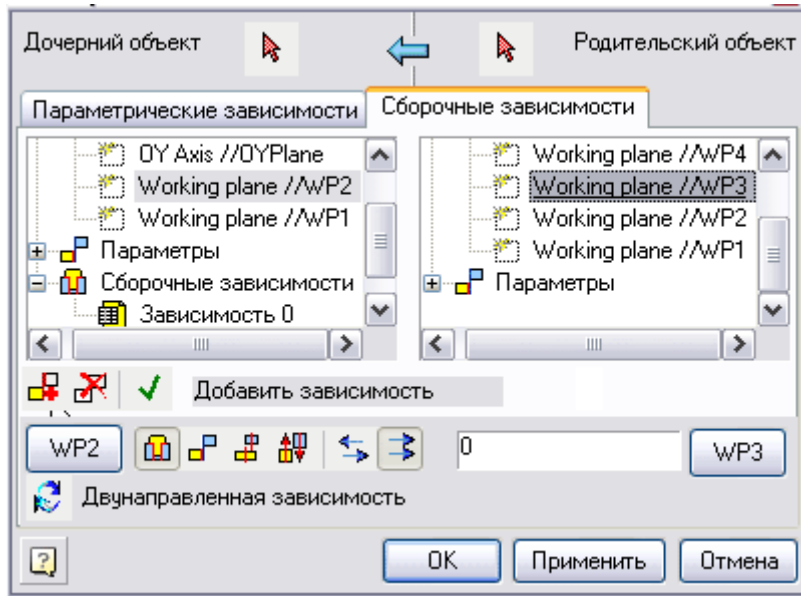 Дочерний объект
Родительский объект
Параметрические зависимости
Сборочные зависимости
OY Axis //OYPlane
Working plane //WP2
Working plane //WP1
Параметры
Сборочные зависимости
Зависимость 0
Working plane //WP4
Working plane //WP3
Working plane //WP2
Working plane //WP1
Параметры
Добавить зависимость
WP2
0
WP3
Двунаправленная зависимость
?
OK
Применить
Отмена